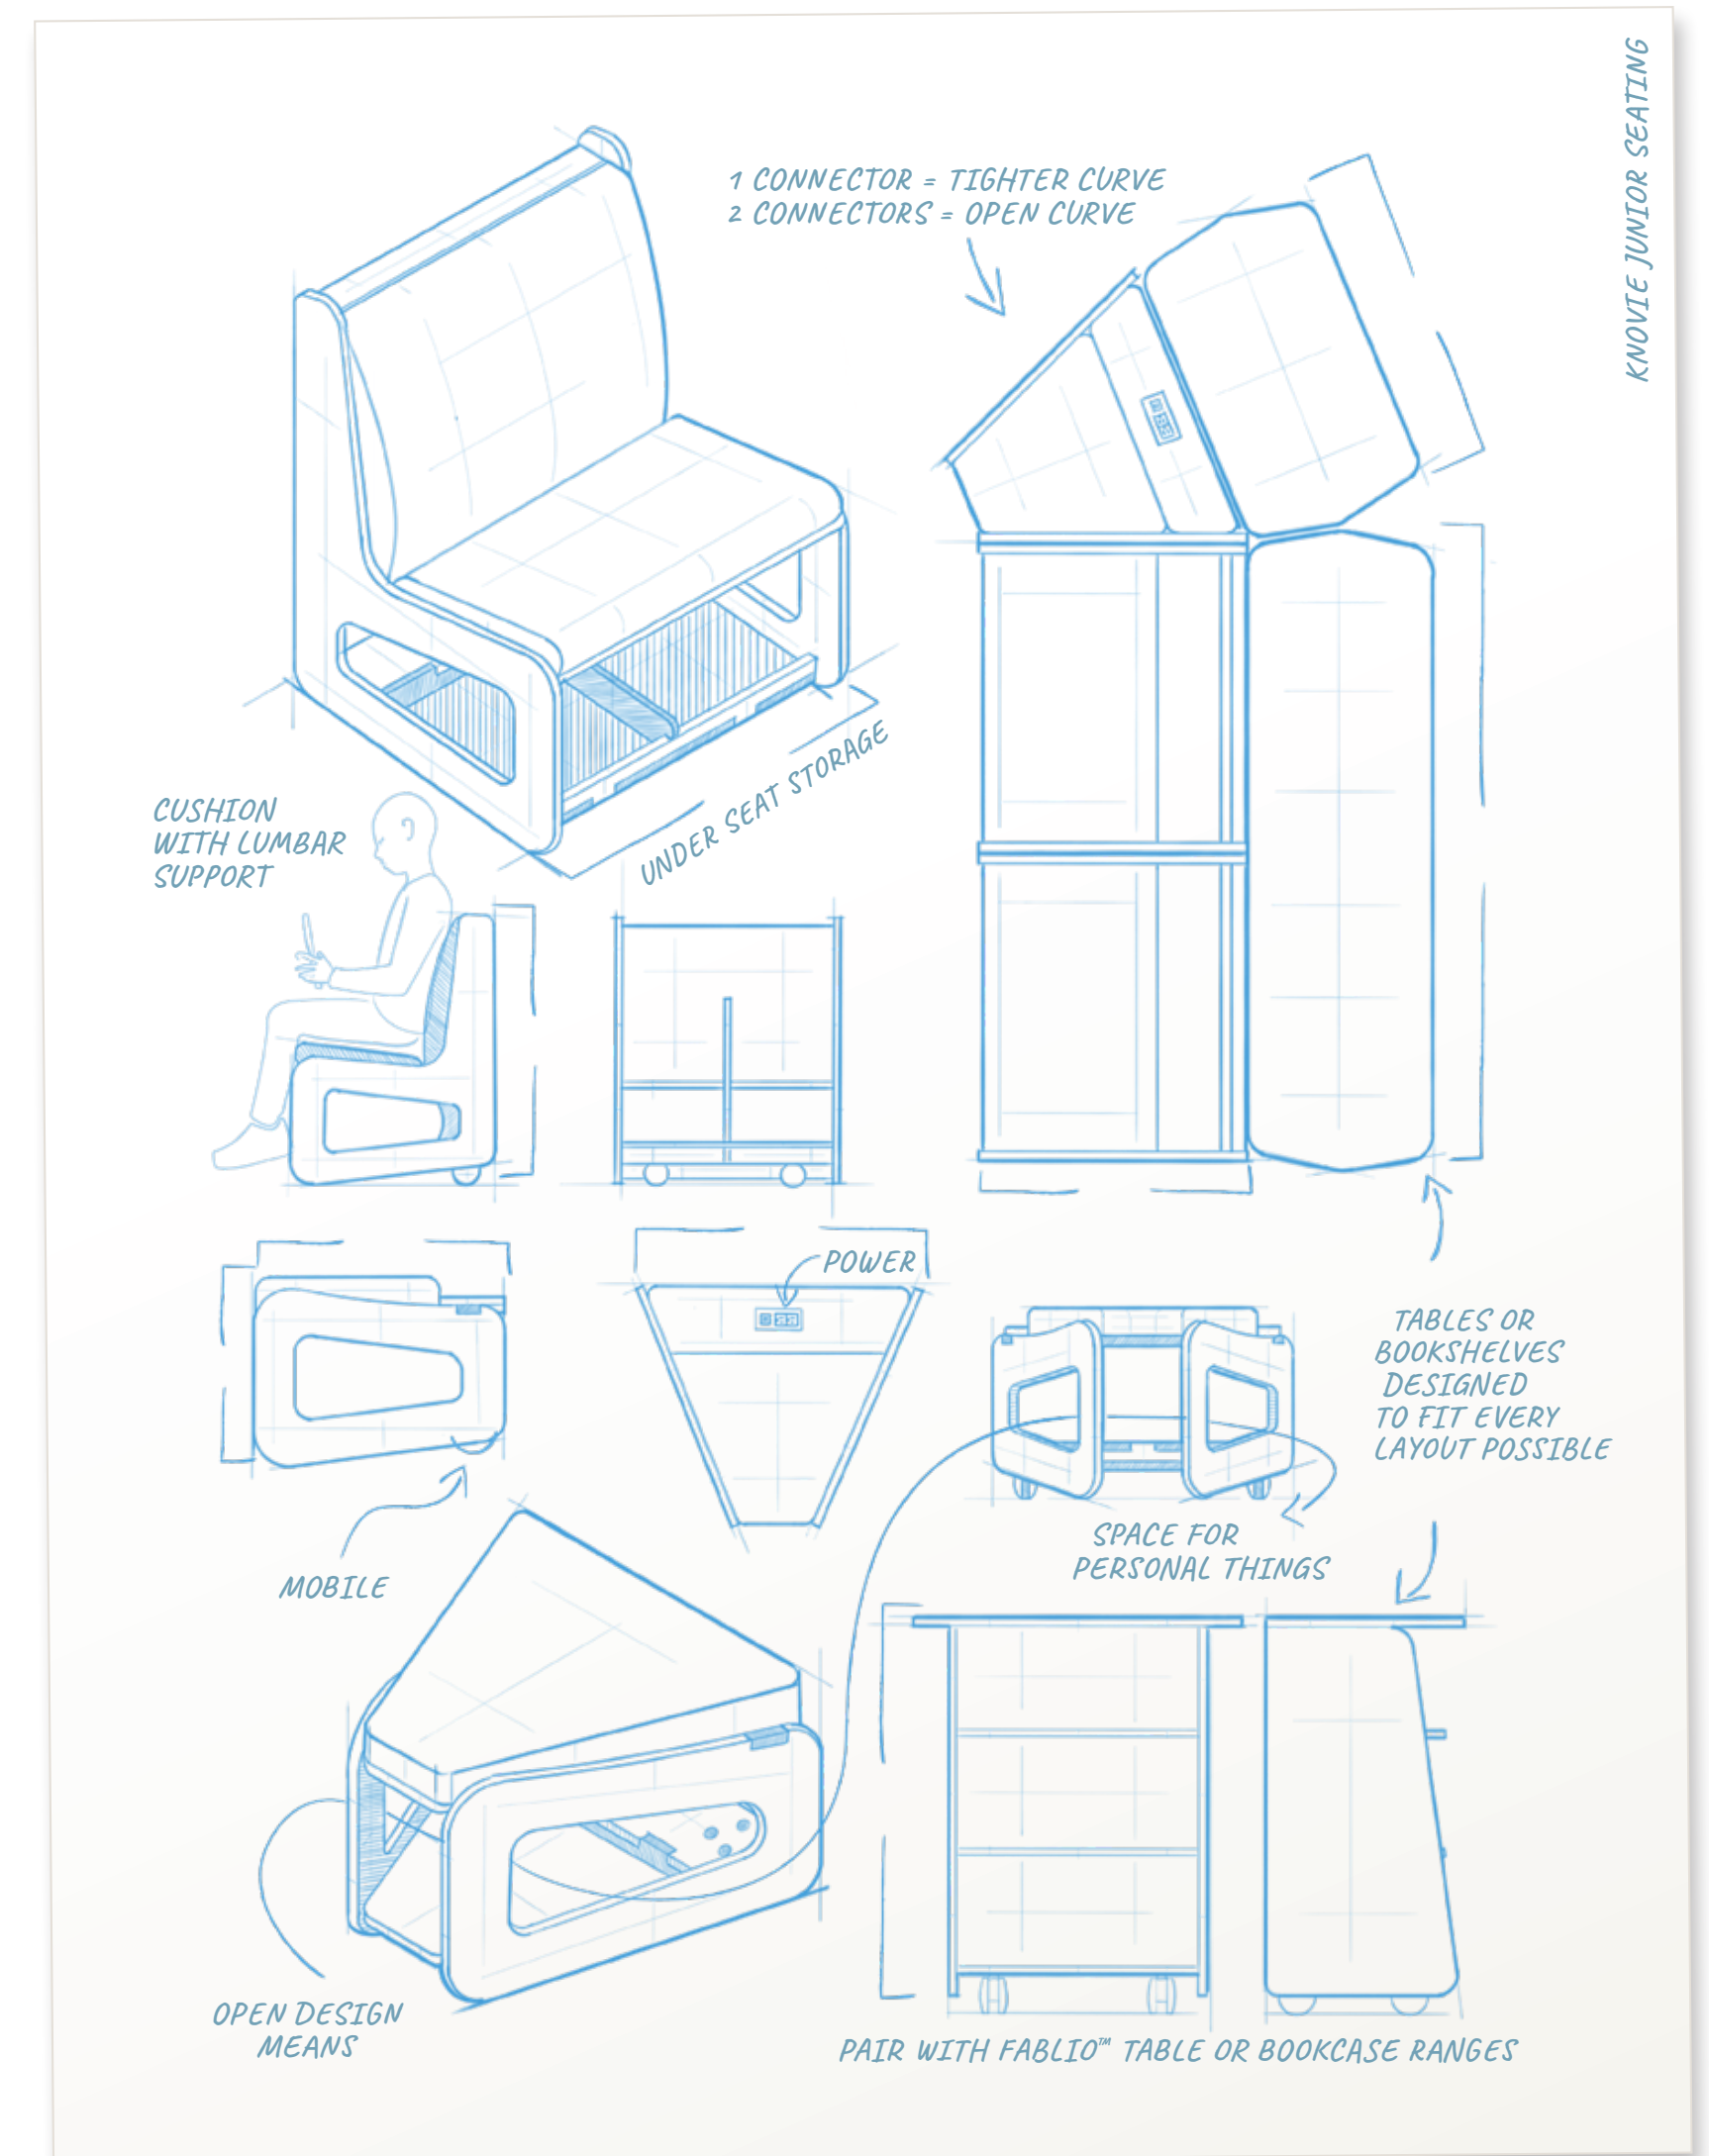 KNOVIE JUNIOR SEATING
1 CONNECTOR = TIGHTER CURVE
2 CONNECTORS = OPEN CURVE
UNDER SEAT STORAGE
CUSHION
WITH LUMBAR
SUPPORT
POWER
TABLES OR
BOOKSHELVES
DESIGNED
TO FIT EVERY
LAYOUT POSSIBLE
SPACE FOR
PERSONAL THINGS
MOBILE
OPEN DESIGN
MEANS
PAIR WITH FABLIO™ TABLE OR BOOKCASE RANGES